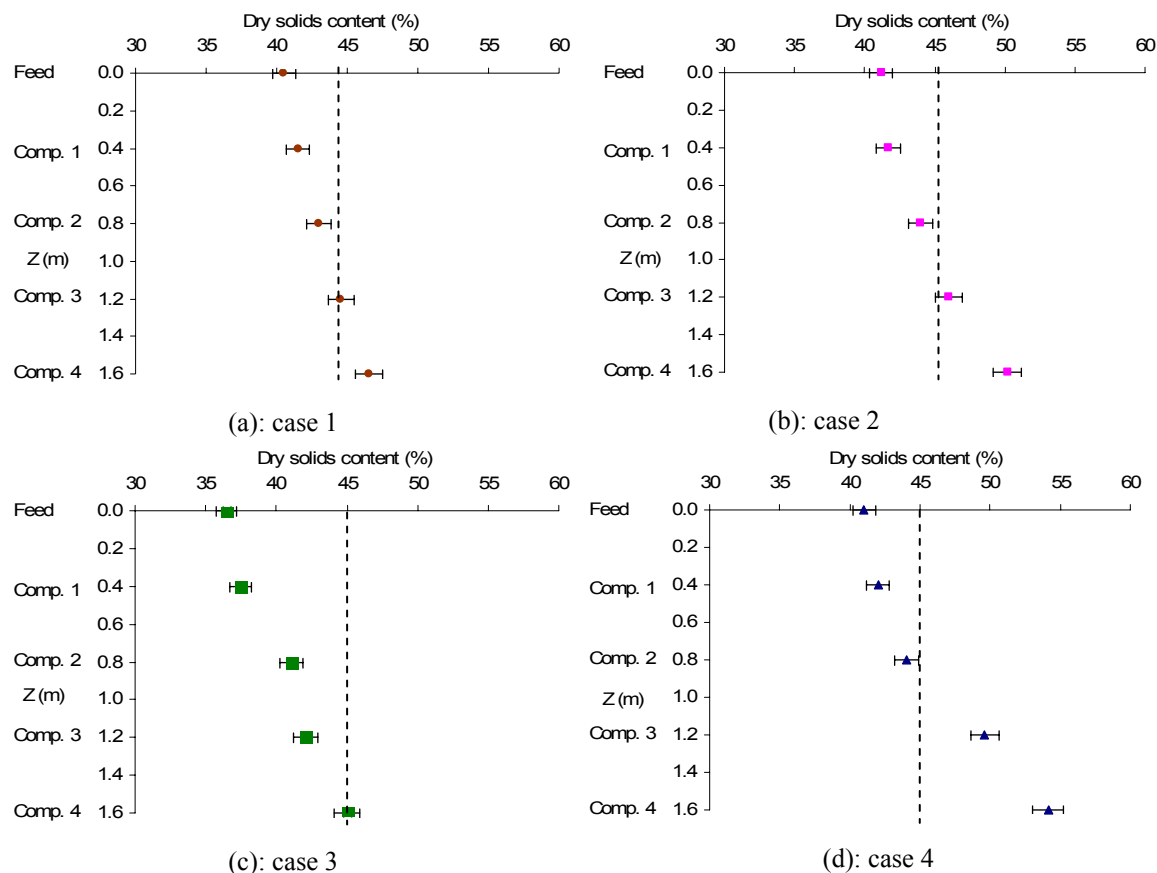 Dry solids content (%)
30 35 40 45 50 55 60
Feed 0.0
0.2
Comp. 1 0.4
0.6
Comp. 2 0.8
Z (m) 1.0
Comp. 3 1.2
1.4
Comp. 4 1.6
(a): case 1
Dry solids content (%)
30 35 40 45 50 55 60
Feed 0.0
0.2
Comp. 1 0.4
0.6
Comp. 2 0.8
Z (m) 1.0
Comp. 3 1.2
1.4
Comp. 4 1.6
(b): case 2
Dry solids content (%)
30 35 40 45 50 55 60
Feed 0.0
0.2
Comp. 1 0.4
0.6
Comp. 2 0.8
Z (m) 1.0
Comp. 3 1.2
1.4
Comp. 4 1.6
(c): case 3
Dry solids content (%)
30 35 40 45 50 55 60
Feed 0.0
0.2
Comp. 1 0.4
0.6
Comp. 2 0.8
Z (m) 1.0
Comp. 3 1.2
1.4
Comp. 4 1.6
(d): case 4